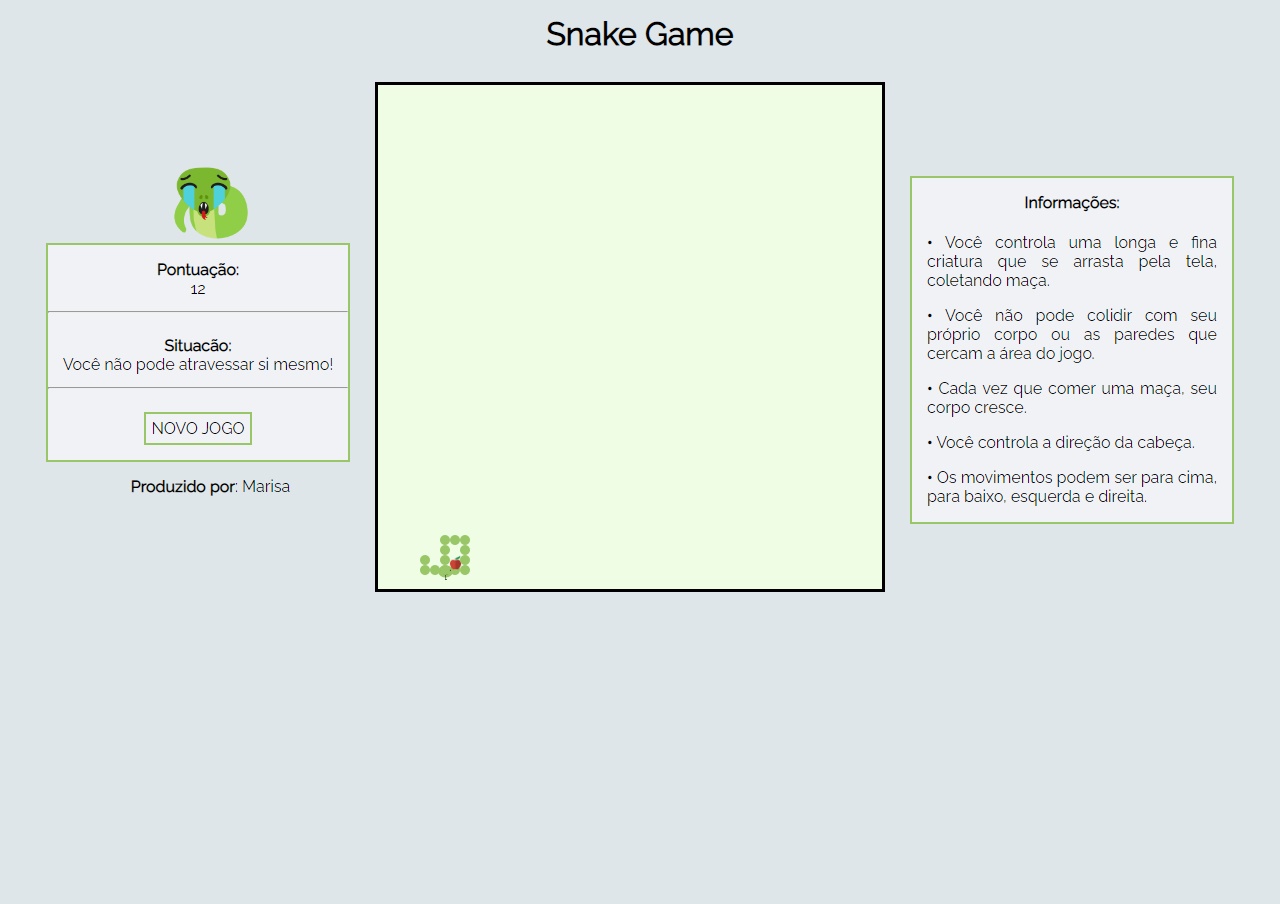 Snake Game
Pontuação:
12
Situacão:
Você não pode atravessar si mesmo!
NOVO JOGO
Produzido por: Marisa
Informações:
• Você controla uma longa e fina
criatura que se arrasta pela tela,
coletando maça.
• Você não pode colidir com seu
próprio corpo ou as paredes que
cercam a área do jogo.
• Cada vez que comer uma maça, seu
corpo cresce.
• Você controla a direção da cabeça.
• Os movimentos podem ser para cima,
para baixo, esquerda e direita.